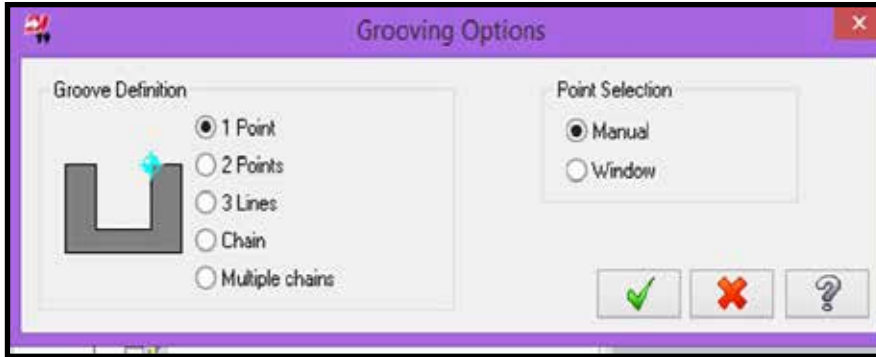 Grooving Options
Groove Definition
1 Point
2 Points
3 Lines
Chain
Multiple chains
Point Selection
Manual
Window